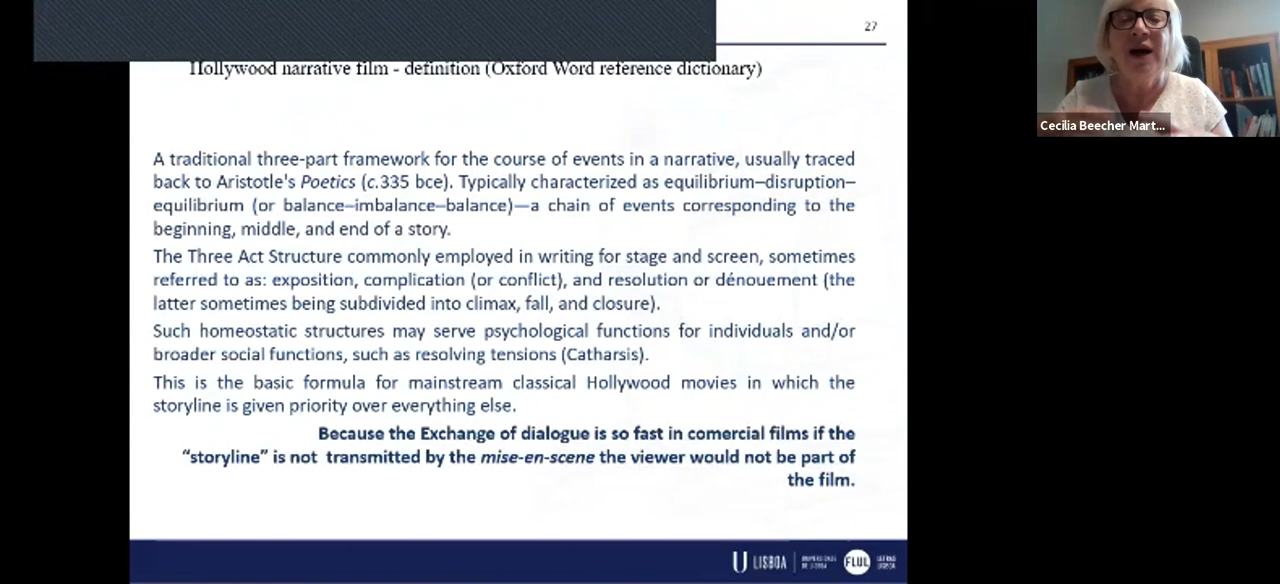 27
Hollywood narrative film - definition (Oxford Word reference dictionary)
Cecilia Beecher Mart...
A traditional three-part framework for the course of events in a narrative, usually traced
back to Aristotle's Poetics (c.335 bce). Typically characterized as equilibrium–disruption–
equilibrium (or balance–imbalance–balance)—a chain of events corresponding to the
beginning, middle, and end of a story.
The Three Act Structure commonly employed in writing for stage and screen, sometimes
referred to as: exposition, complication (or conflict), and resolution or dénouement (the
latter sometimes being subdivided into climax, fall, and closure).
Such homeostatic structures may serve psychological functions for individuals and/or
broader social functions, such as resolving tensions (Catharsis).
This is the basic formula for mainstream classical Hollywood movies in which the
storyline is given priority over everything else.
Because the Exchange of dialogue is so fast in comercial films if the
“storyline” is not transmitted by the mise-en-scene the viewer would not be part of
the film.
U LISBOA
UNIVERSIDADE
DE LISBOA
FLUL
LETRAS
LISBOA